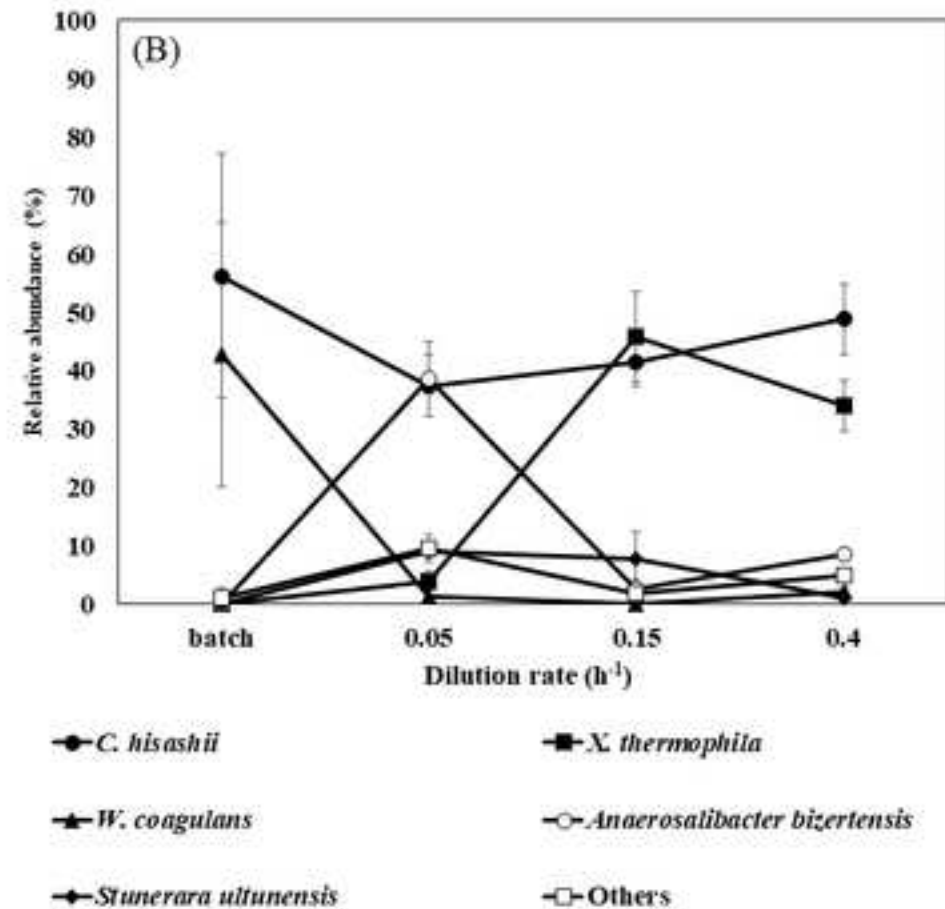 (B)
100
90
80
70
60
50
40
30
20
10
0
Relative abundance (%)
batch 0.05 0.15 0.4
Dilution rate (h⁻¹)
C. hisashii X. thermophila
W. coagulans Anaerosalibacter bizertensis
Stunerara ultunensis Others